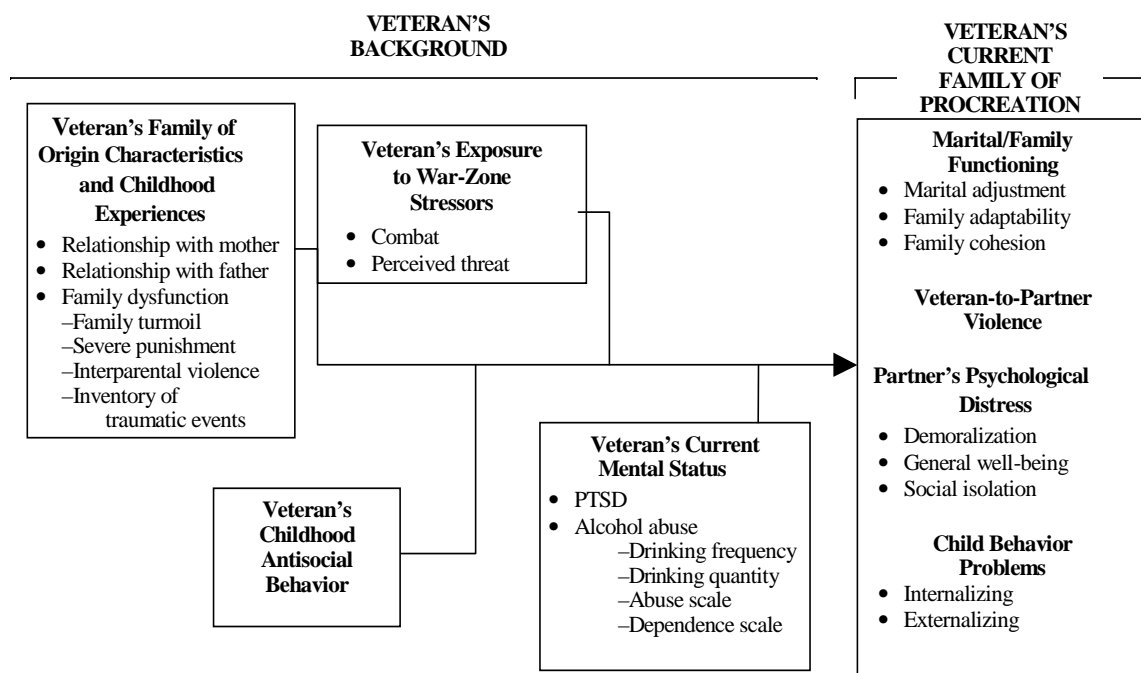 VETERAN'S
BACKGROUND
VETERAN'S
CURRENT
FAMILY OF
PROCREATION
Veteran's Family of
Origin Characteristics
and Childhood
Experiences
• Relationship with mother
• Relationship with father
• Family dysfunction
–Family turmoil
–Severe punishment
–Interparental violence
–Inventory of
traumatic events
Veteran's Exposure
to War-Zone
Stressors
• Combat
• Perceived threat
Veteran's
Childhood
Antisocial
Behavior
Veteran's Current
Mental Status
• PTSD
• Alcohol abuse
–Drinking frequency
–Drinking quantity
–Abuse scale
–Dependence scale
Marital/Family
Functioning
• Marital adjustment
• Family adaptability
• Family cohesion
Veteran-to-Partner
Violence
Partner's Psychological
Distress
• Demoralization
• General well-being
• Social isolation
Child Behavior
Problems
• Internalizing
• Externalizing